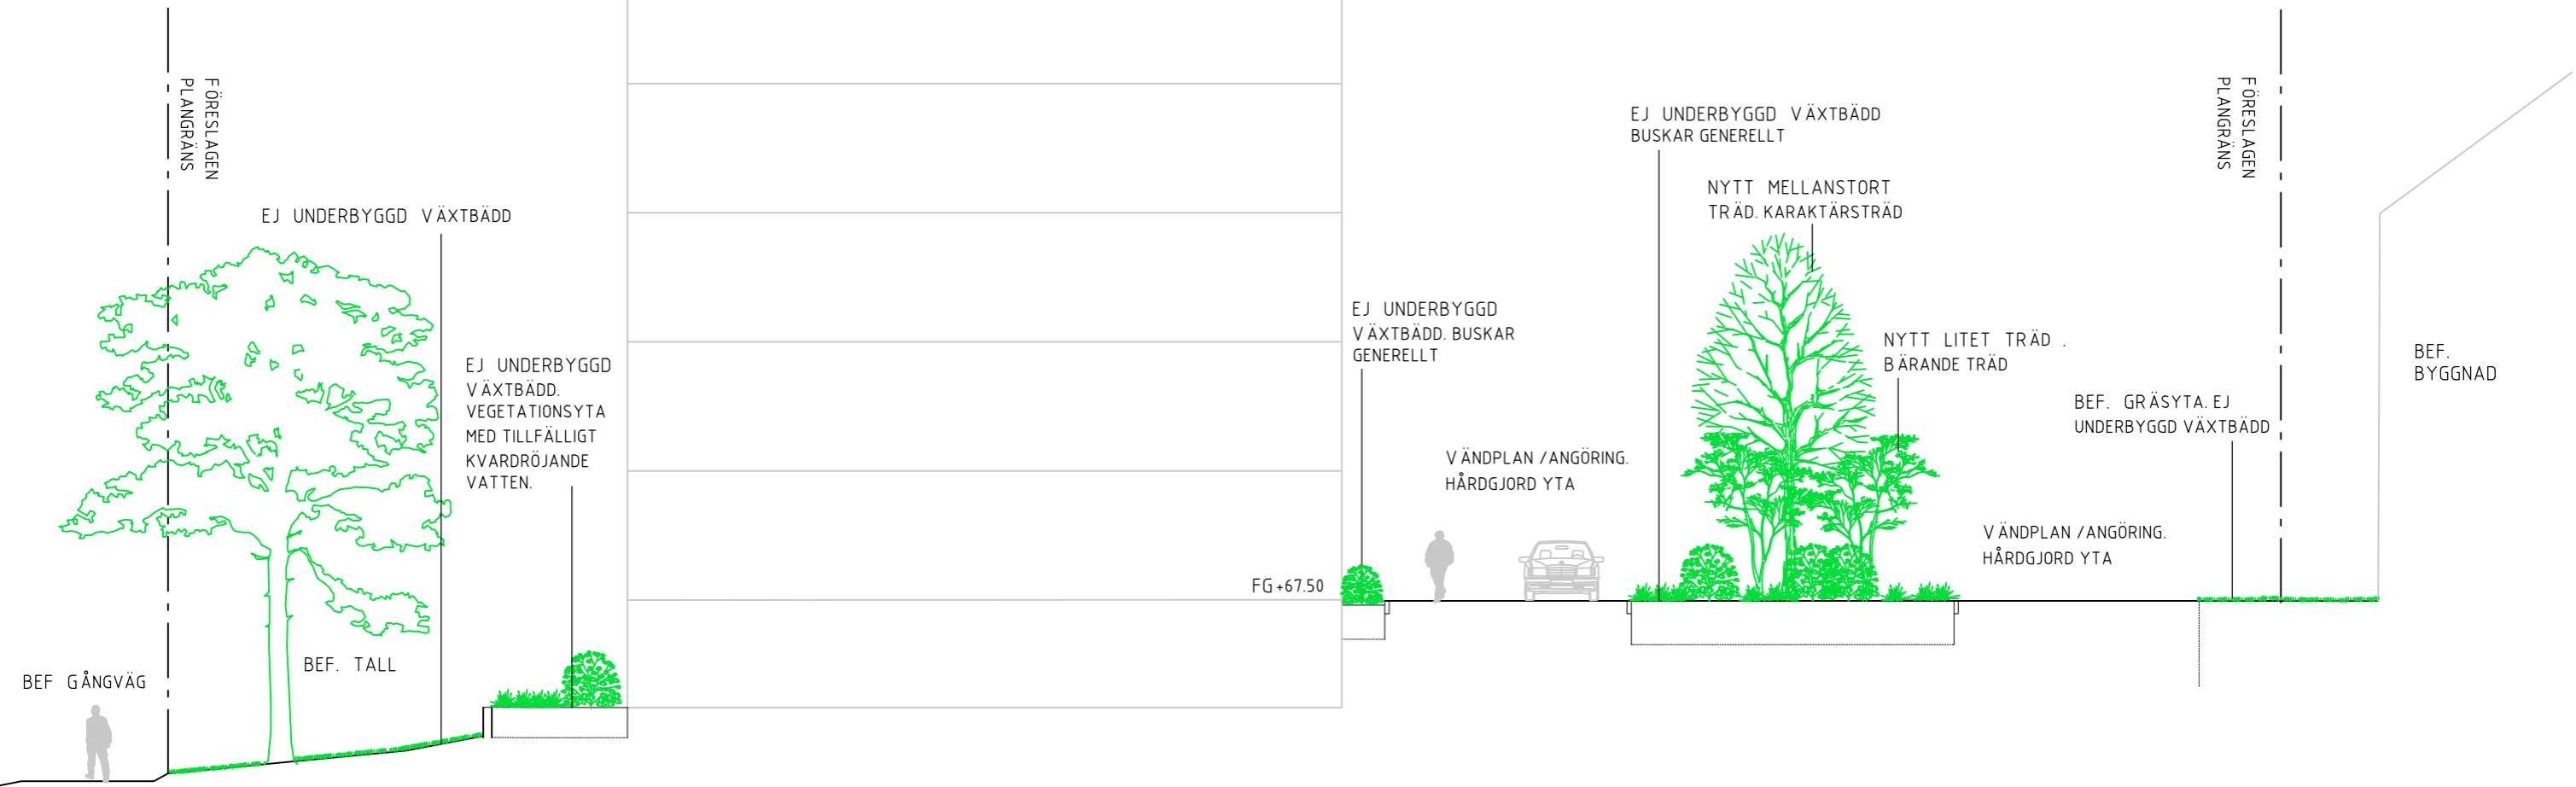 FÖRESLAGEN
PLANGRÄNS
EJ UNDERBYGGD VÄXTBÄDD
EJ UNDERBYGGD
VÄXTBÄDD.
VEGETATIONSYTA
MED TILLFÄLLIGT
KVARDRÖJANDE
VATTEN.
BEF. TALL
BEF GÅNGVÄG
FG +67.50
EJ UNDERBYGGD
VÄXTBÄDD. BUSKAR
GENERELLT
VÄNDPLAN /ANGÖRING.
HÅRDGJORD YTA
EJ UNDERBYGGD VÄXTBÄDD
BUSKAR GENERELLT
NYTT MELLANSTORT
TRÄD. KARAKTÄRSTRÄD
NYTT LITET TRÄD .
BÄRANDE TRÄD
VÄNDPLAN /ANGÖRING.
HÅRDGJORD YTA
BEF. GRÄSYTA. EJ
UNDERBYGGD VÄXTBÄDD
FÖRESLAGEN
PLANGRÄNS
BEF.
BYGGNAD